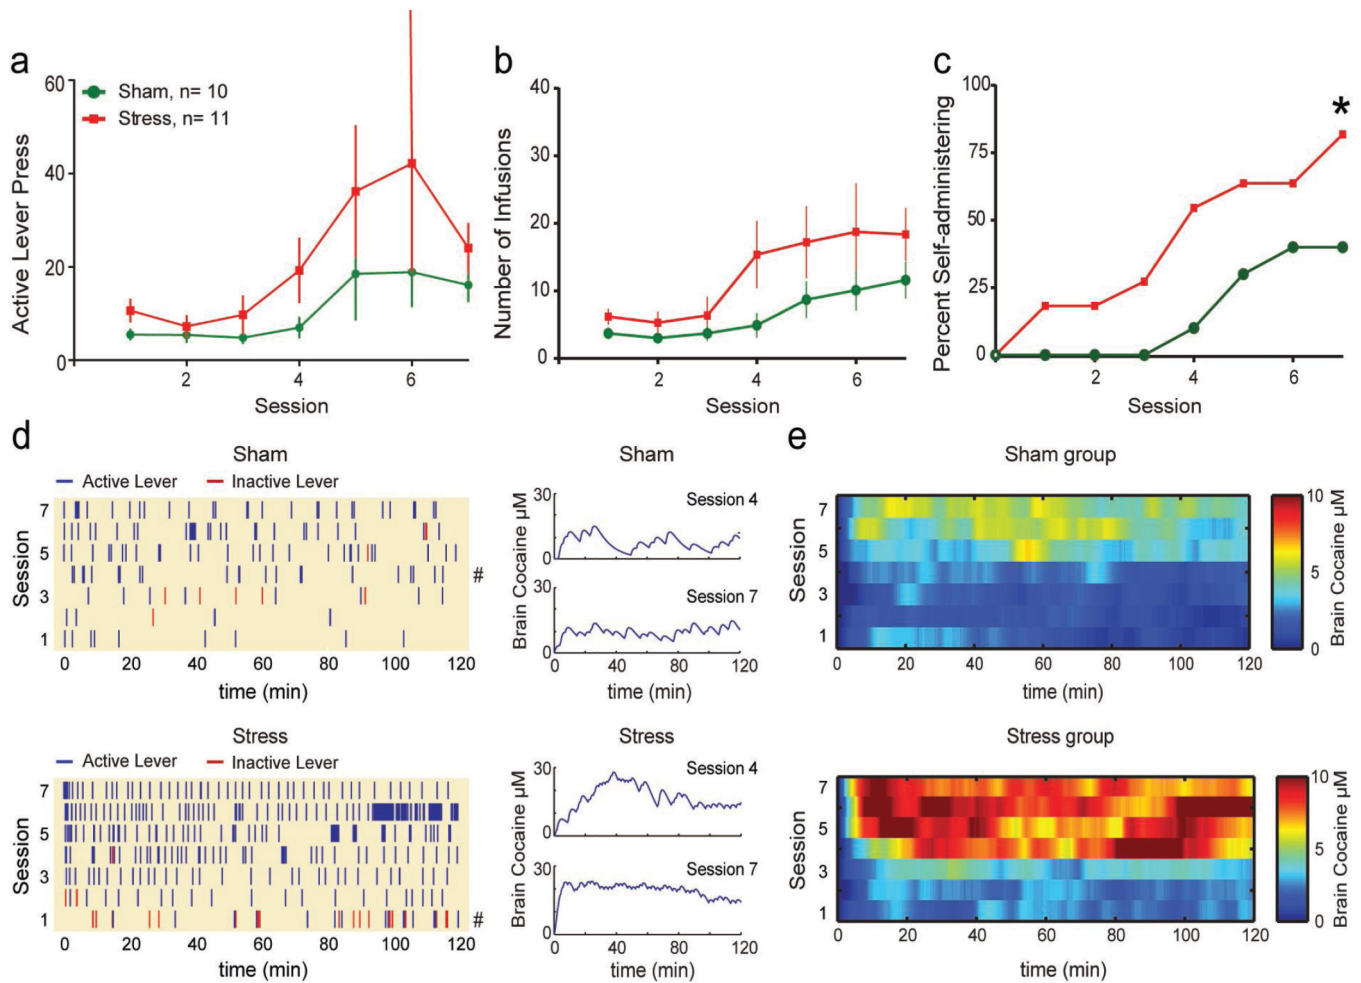 a
60
40
20
0
Active Lever Press
Sham, n= 10
Stress, n= 11
2
4
6
Session
b
40
30
20
10
0
Number of Infusions
2
4
6
Session
c
100
75
50
25
0
Percent Self-administering
*
2
4
6
Session
d
Sham
Active Lever
Inactive Lever
7
5
3
1
Session
#
0 20 40 60 80 100 120
time (min)
Sham
Brain Cocaine µM
30
0
Session 4
30
0
Session 7
0 40 80 120
time (min)
e
Sham group
7
5
3
1
Session
0 20 40 60 80 100 120
time (min)
10
5
0
Brain Cocaine µM
Stress
Active Lever
Inactive Lever
7
5
3
1
Session
#
0 20 40 60 80 100 120
time (min)
Stress
Brain Cocaine µM
30
0
Session 4
30
0
Session 7
0 40 80 120
time (min)
Stress group
7
5
3
1
Session
0 20 40 60 80 100 120
time (min)
10
5
0
Brain Cocaine µM